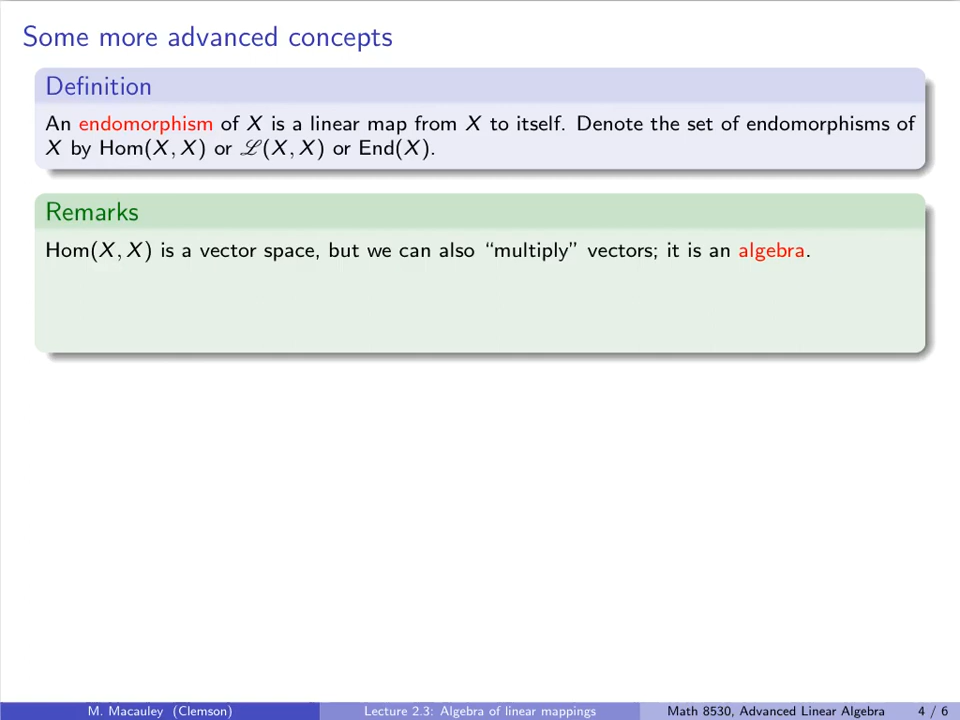 Some more advanced concepts
Definition
An endomorphism of X is a linear map from X to itself. Denote the set of endomorphisms of
X by Hom(X, X) or ℒ(X, X) or End(X).
Remarks
Hom(X, X) is a vector space, but we can also “multiply” vectors; it is an algebra.
M. Macauley (Clemson) Lecture 2.3: Algebra of linear mappings Math 8530, Advanced Linear Algebra 4 / 6